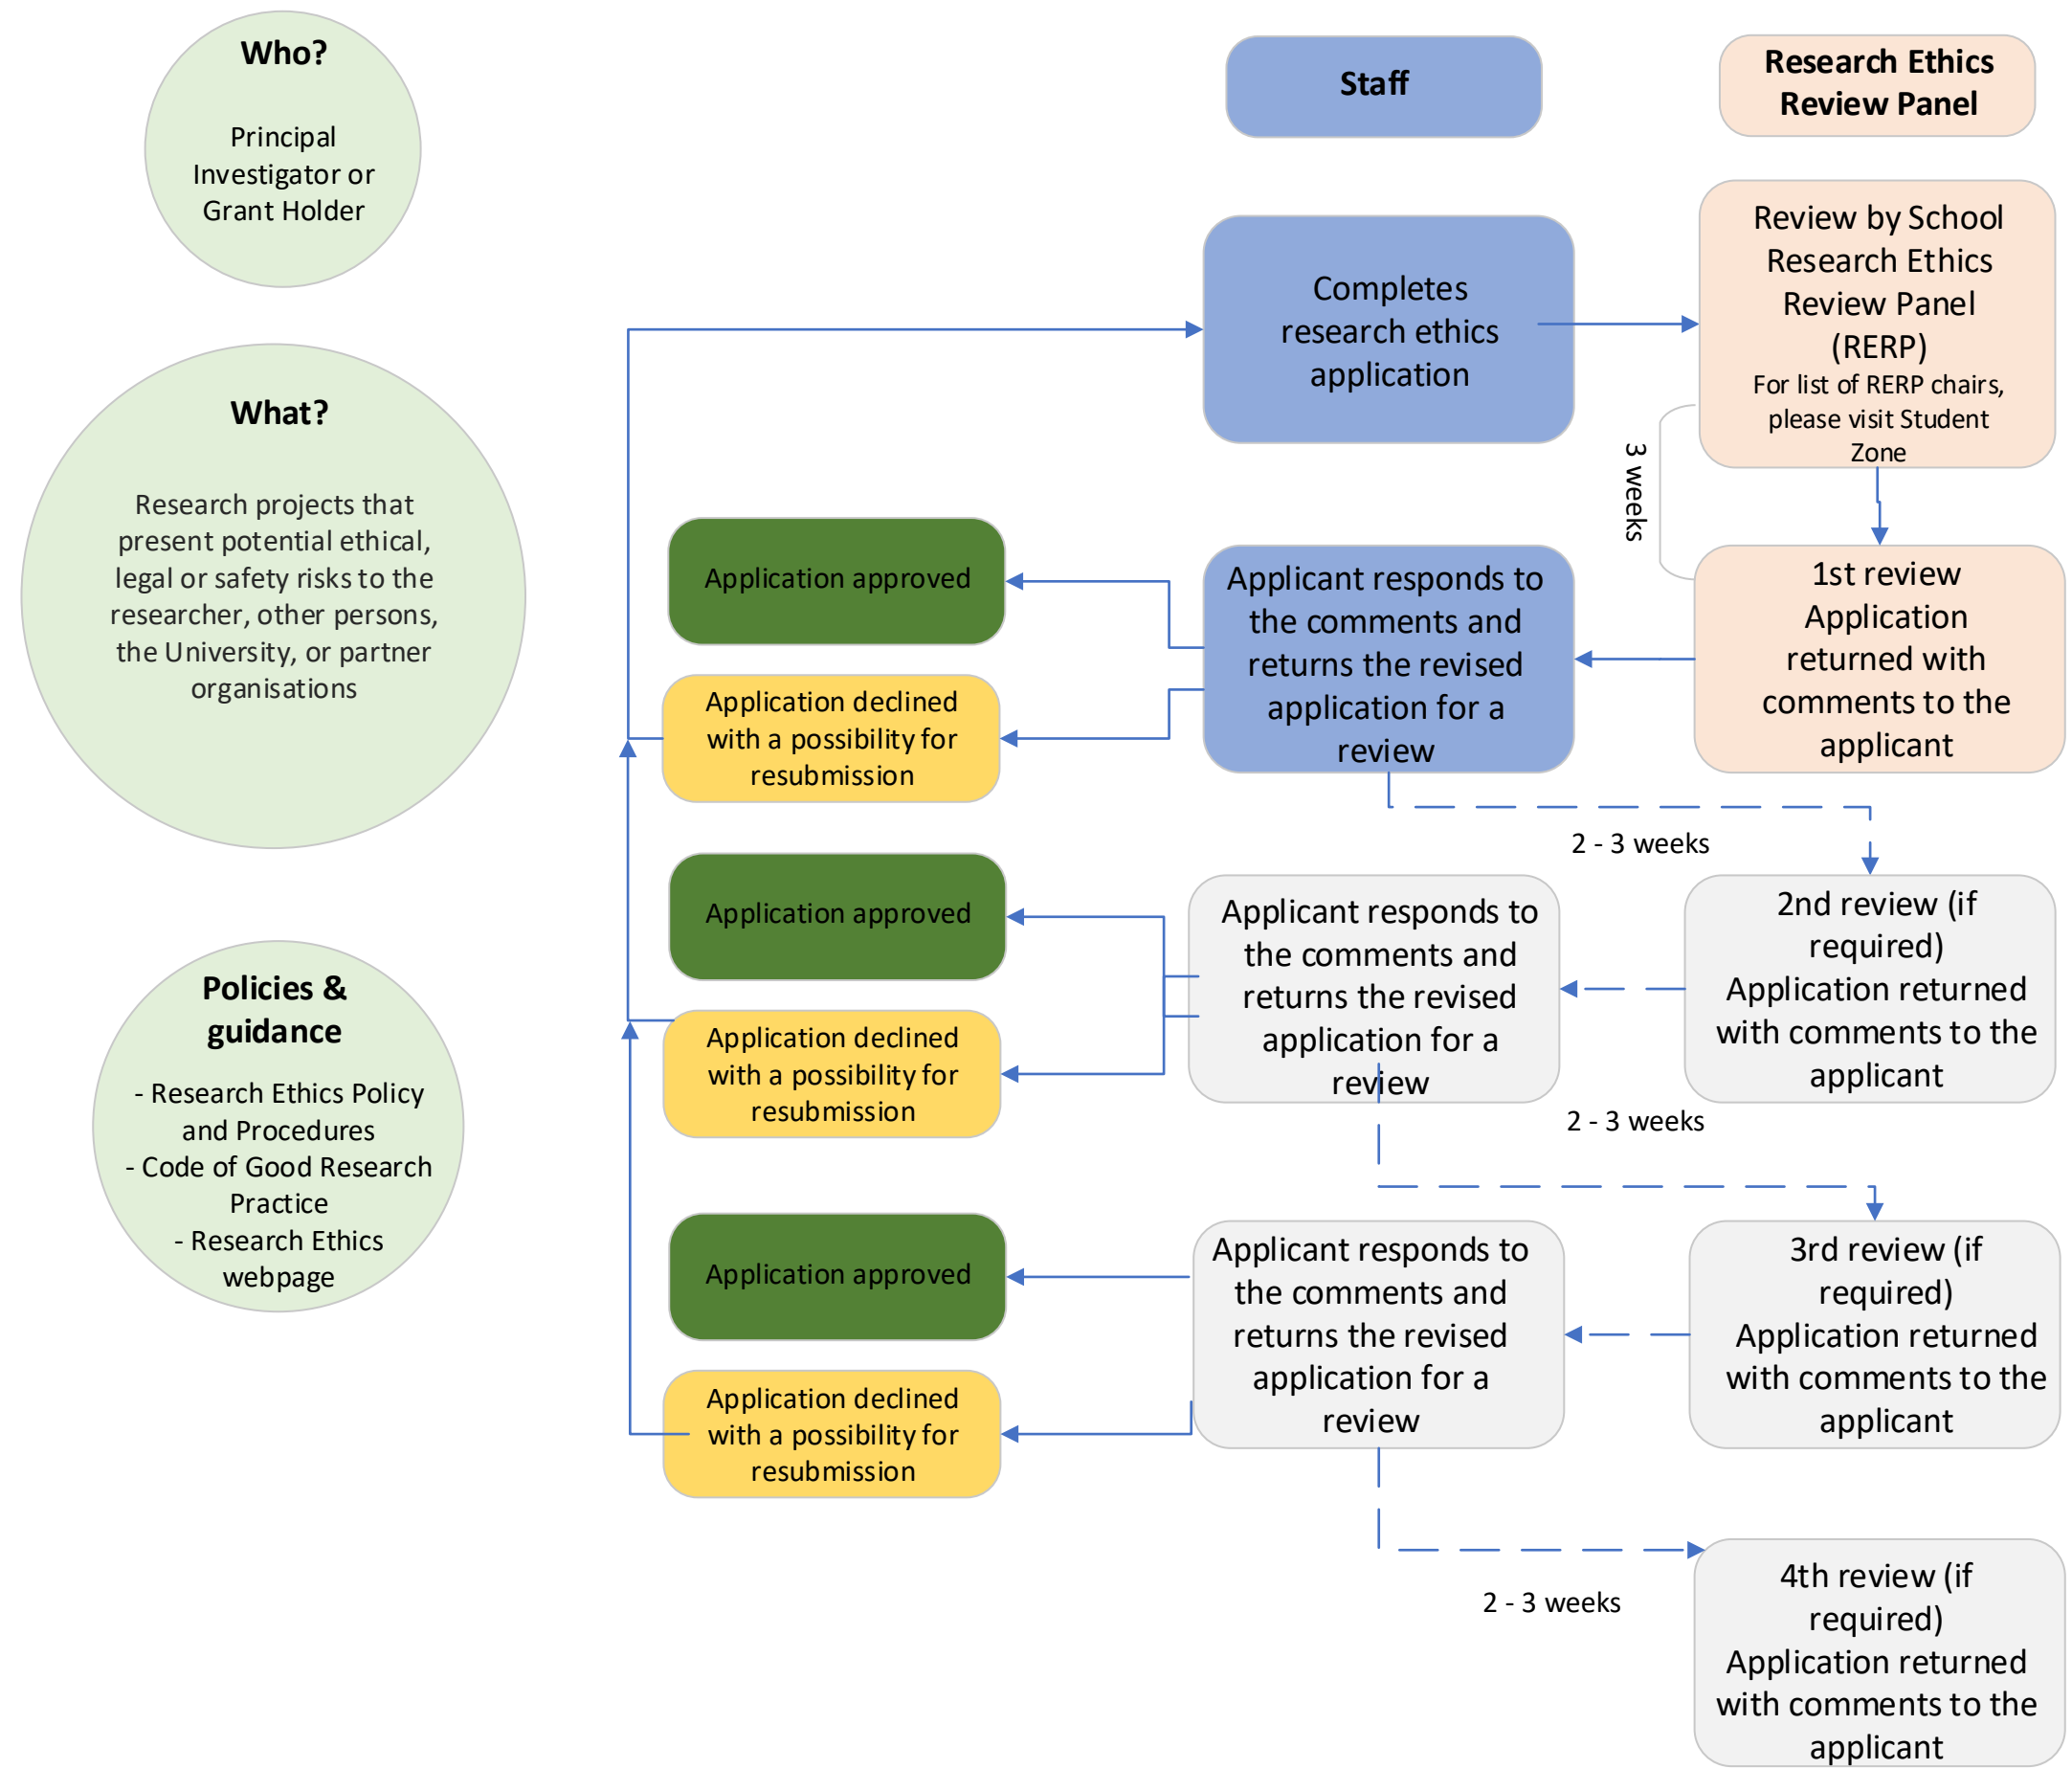 Who?
Principal
Investigator or
Grant Holder
What?
Research projects that
present potential ethical,
legal or safety risks to the
researcher, other persons,
the University, or partner
organisations
Policies &
guidance
- Research Ethics Policy
and Procedures
- Code of Good Research
Practice
- Research Ethics
webpage
Staff
Research Ethics
Review Panel
Completes
research ethics
application
Review by School
Research Ethics
Review Panel
(RERP)
For list of RERP chairs,
please visit Student
Zone
3 weeks
Application approved
Application declined
with a possibility for
resubmission
Applicant responds to
the comments and
returns the revised
application for a
review
1st review
Application
returned with
comments to the
applicant
2 - 3 weeks
Application approved
Application declined
with a possibility for
resubmission
Applicant responds to
the comments and
returns the revised
application for a
review
2nd review (if
required)
Application returned
with comments to the
applicant
2 - 3 weeks
Application approved
Application declined
with a possibility for
resubmission
Applicant responds to
the comments and
returns the revised
application for a
review
3rd review (if
required)
Application returned
with comments to the
applicant
2 - 3 weeks
4th review (if
required)
Application returned
with comments to the
applicant